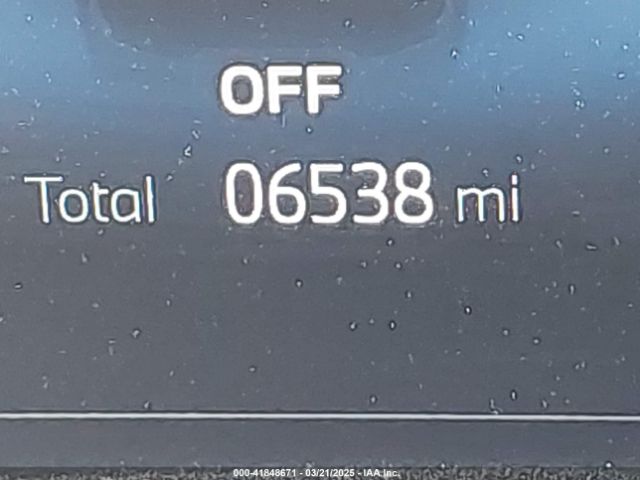 OFF
Total 06538 mi
000-41848671 - 03/21/2025 - IAA Inc.